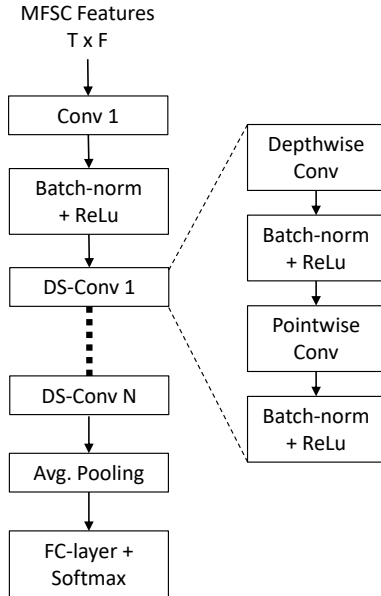 MFSC Features
T x F
Conv 1
Batch-norm
+ ReLu
DS-Conv 1
DS-Conv N
Avg. Pooling
FC-layer +
Softmax
Depthwise
Conv
Batch-norm
+ ReLu
Pointwise
Conv
Batch-norm
+ ReLu